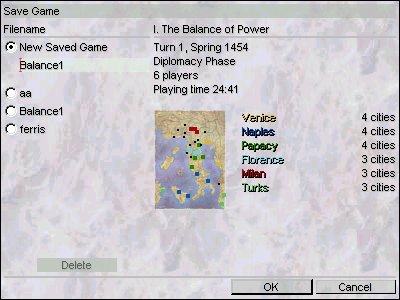 Save Game
Filename
I. The Balance of Power
New Saved Game
Turn 1, Spring 1454
Balance1
Diplomacy Phase
6 players
Playing time 24:41
aa
Balance1
ferris
Venice 4 cities
Naples 4 cities
Papacy 4 cities
Florence 3 cities
Milan 3 cities
Turks 3 cities
Delete
OK
Cancel